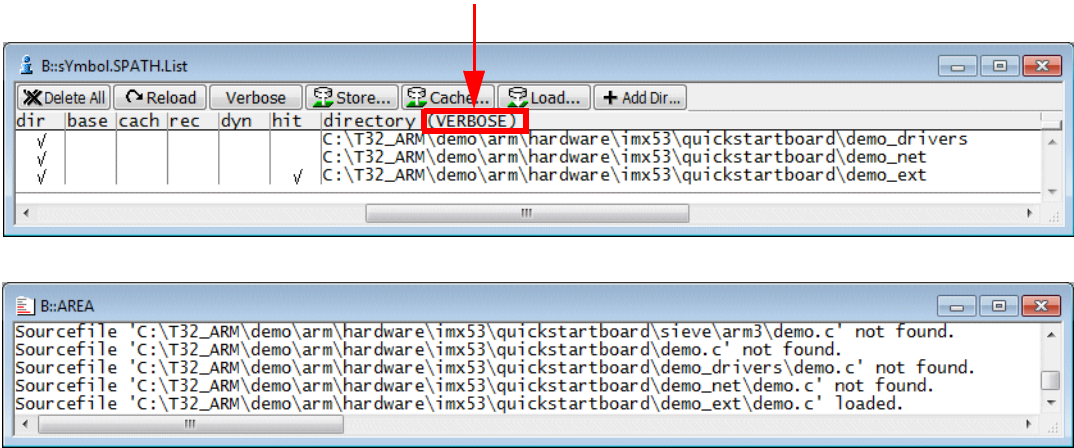 B::sYmbol.SPATH.List
Delete All Reload Verbose Store... Cache... Load... Add Dir...
dir base cach rec dyn hit directory (VERBOSE)
C:\T32_ARM\demo\arm\hardware\imx53\quickstartboard\demo_drivers
C:\T32_ARM\demo\arm\hardware\imx53\quickstartboard\demo_net
C:\T32_ARM\demo\arm\hardware\imx53\quickstartboard\demo_ext
B::AREA
Sourcefile 'C:\T32_ARM\demo\arm\hardware\imx53\quickstartboard\sieve\arm3\demo.c' not found.
Sourcefile 'C:\T32_ARM\demo\arm\hardware\imx53\quickstartboard\demo.c' not found.
Sourcefile 'C:\T32_ARM\demo\arm\hardware\imx53\quickstartboard\demo_drivers\demo.c' not found.
Sourcefile 'C:\T32_ARM\demo\arm\hardware\imx53\quickstartboard\demo_net\demo.c' not found.
Sourcefile 'C:\T32_ARM\demo\arm\hardware\imx53\quickstartboard\demo_ext\demo.c' loaded.